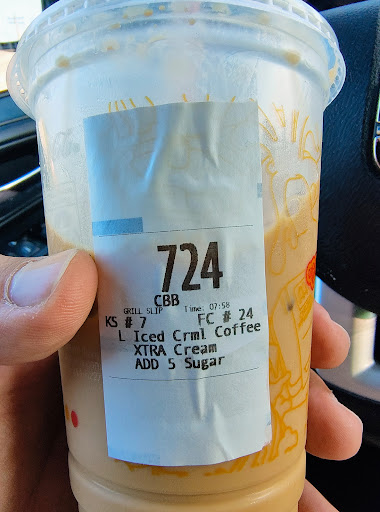 724
CBB
GRILL SLIP Time: 07:58
KS # 7 FC # 24
L Iced Crml Coffee
XTRA Cream
ADD 5 Sugar